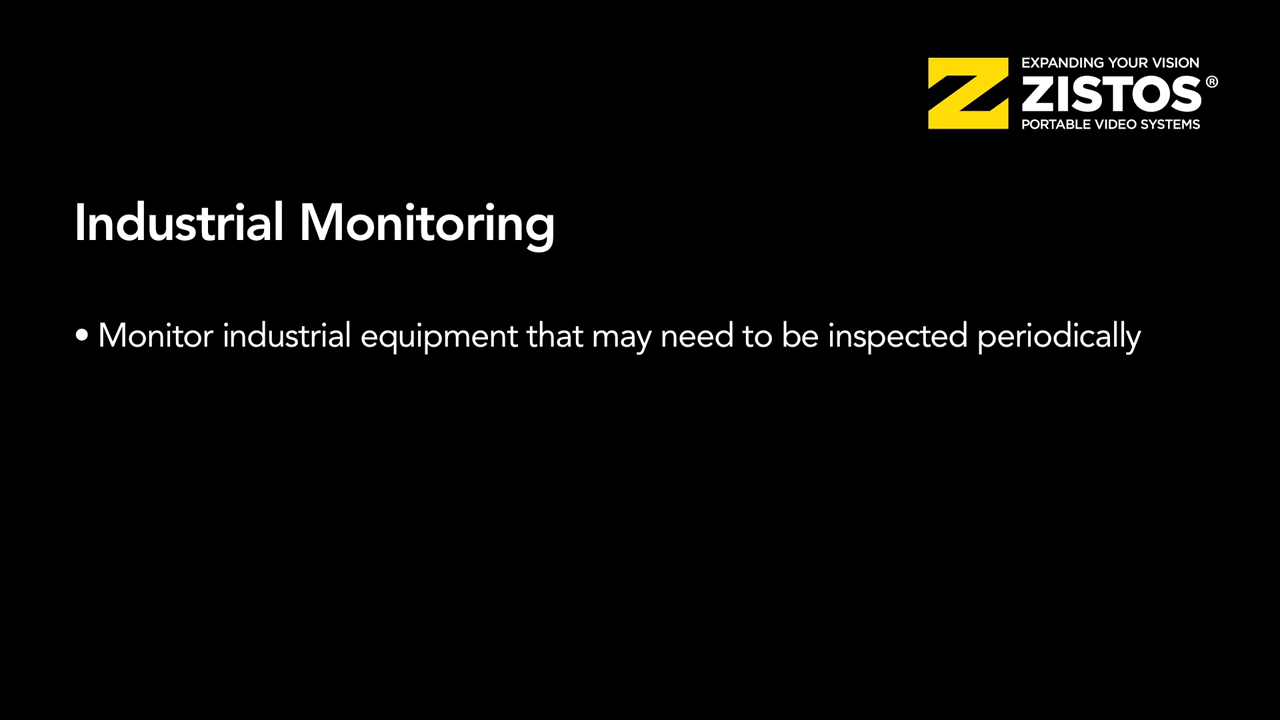 EXPANDING YOUR VISION
ZISTOS®
PORTABLE VIDEO SYSTEMS
Industrial Monitoring
• Monitor industrial equipment that may need to be inspected periodically